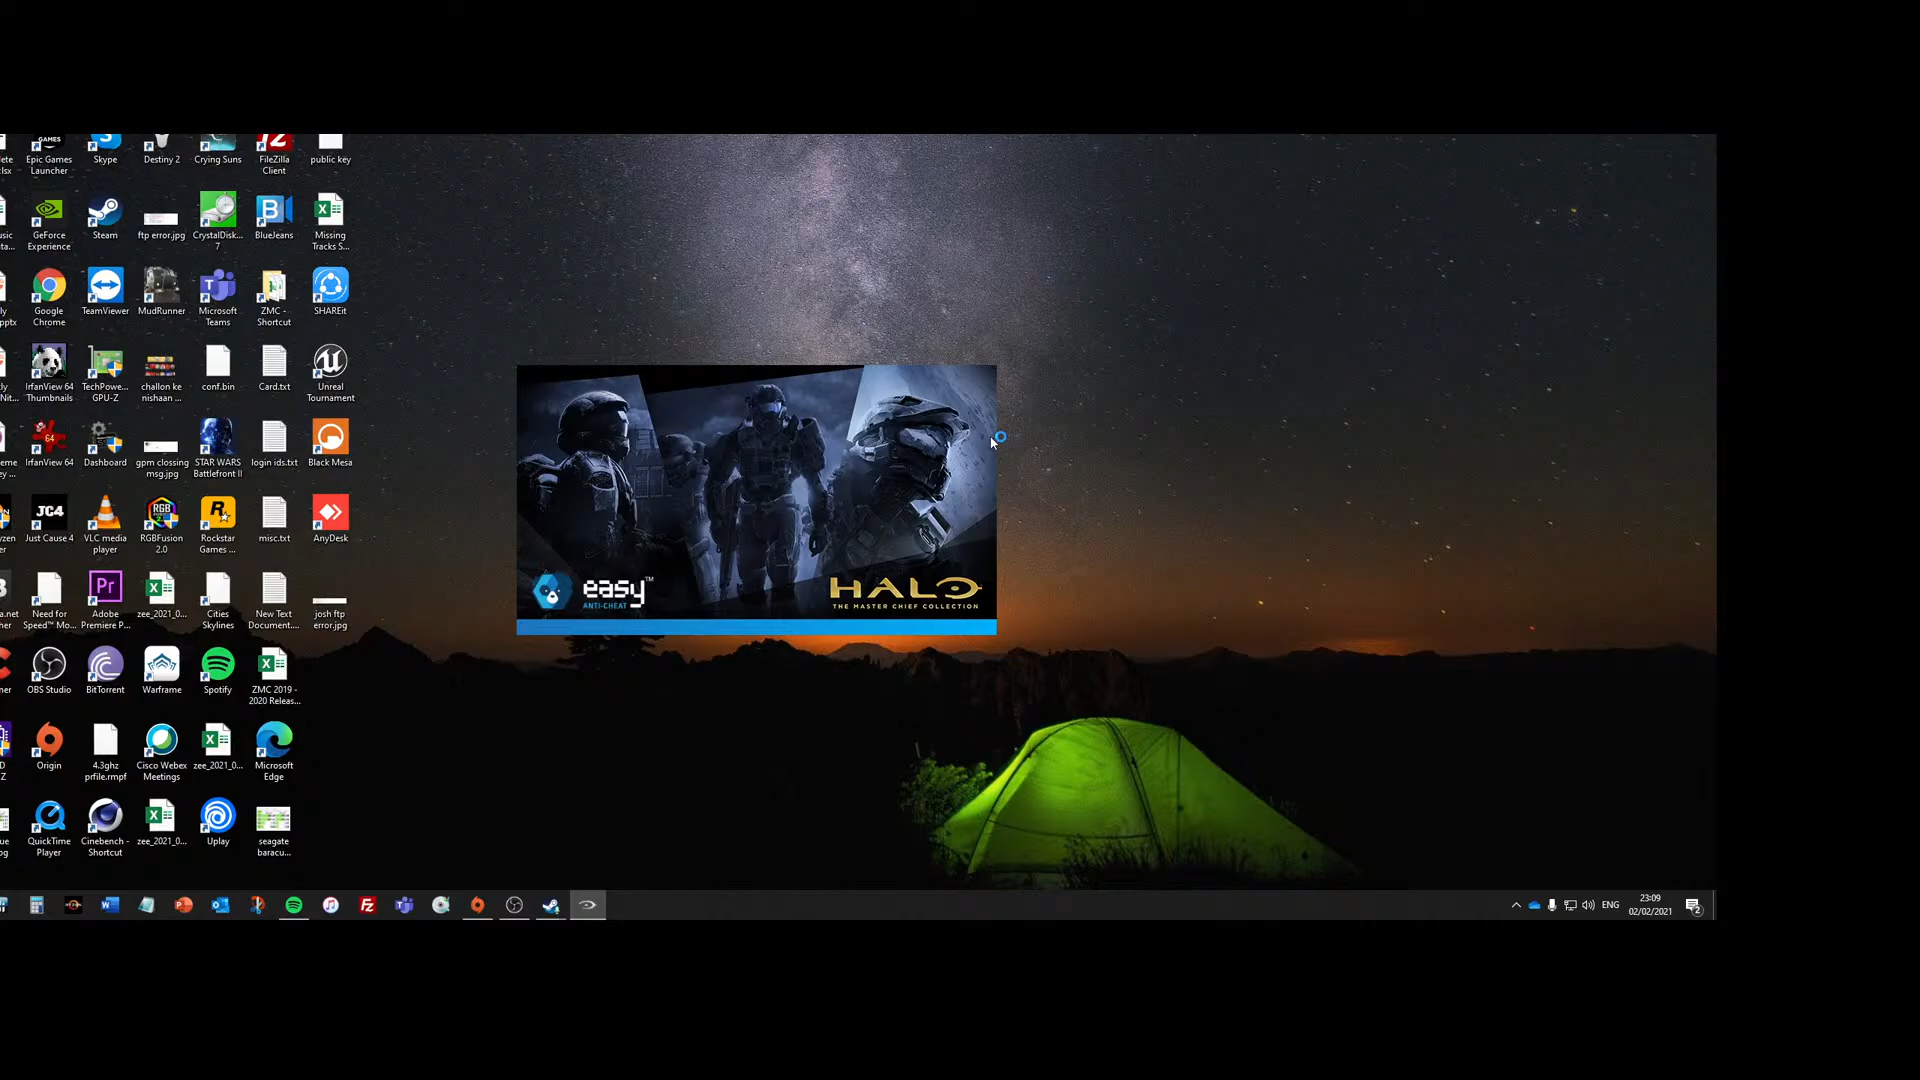 Epic Games
Launcher
Skype
Destiny 2
Crying Suns
FileZilla
Client
public key
GeForce
Experience
Steam
ftp error.jpg
CrystalDisk...
7
BlueJeans
Missing
Tracks S...
Google
Chrome
TeamViewer
MudRunner
Microsoft
Teams
ZMC -
Shortcut
SHAREit
IrfanView 64
Thumbnails
TechPowe...
GPU-Z
challon ke
nishaan ...
conf.bin
Card.txt
Unreal
Tournament
IrfanView 64
Dashboard
gpm clossing
msg.jpg
STAR WARS
Battlefront II
login ids.txt
Black Mesa
JC4
Just Cause 4
VLC media
player
RGBFusion
2.0
Rockstar
Games ...
misc.txt
AnyDesk
Need for
Speed™ Mo...
Pr
Adobe
Premiere P...
zee_2021_0...
Cities
Skylines
New Text
Document....
josh ftp
error.jpg
OBS Studio
BitTorrent
Warframe
Spotify
ZMC 2019 -
2020 Releas...
Origin
4.3ghz
prfile.rmpf
Cisco Webex
Meetings
zee_2021_0...
Microsoft
Edge
QuickTime
Player
Cinebench -
Shortcut
zee_2021_0...
Uplay
seagate
baracu...
easy™
ANTI-CHEAT
HALO
THE MASTER CHIEF COLLECTION
ENG
23:09
02/02/2021
2